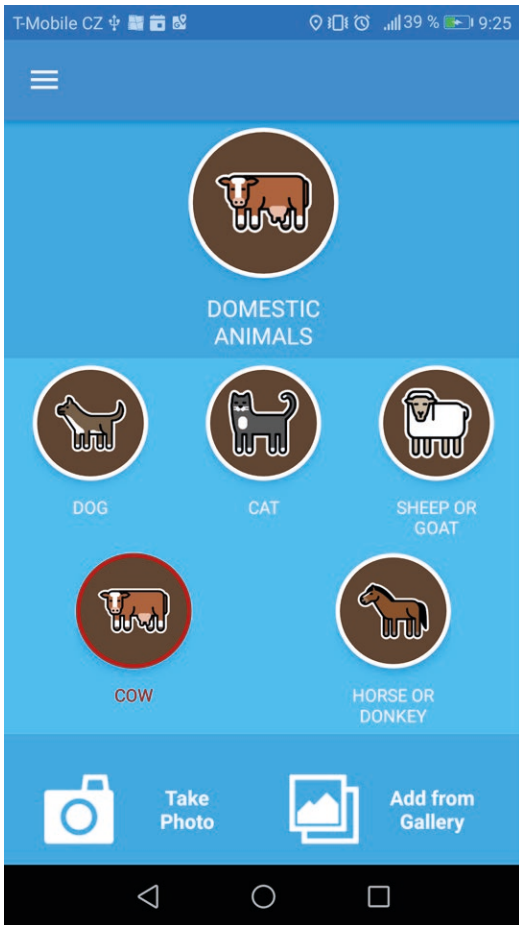 T-Mobile CZ 39 % 9:25
DOMESTIC
ANIMALS
DOG CAT SHEEP OR
GOAT
COW HORSE OR
DONKEY
Take
Photo
Add from
Gallery